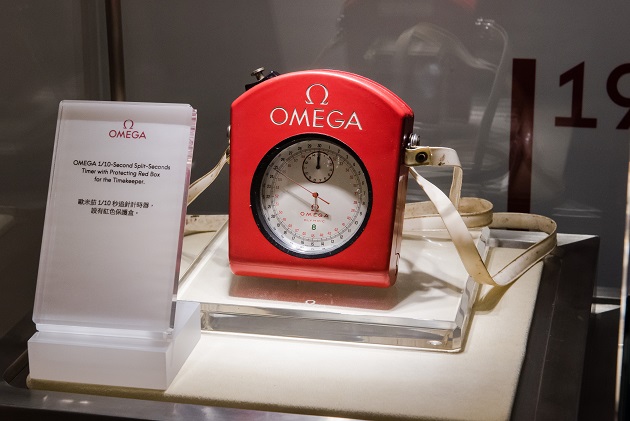 Ω
OMEGA
OMEGA 1/10-Second Split-Seconds
Timer with Protecting Red Box
for the Timekeeper.
歐米茄 1/10 秒追針計時器，
設有紅色保護盒。
Ω
OMEGA
Ω
OMEGA
8
19